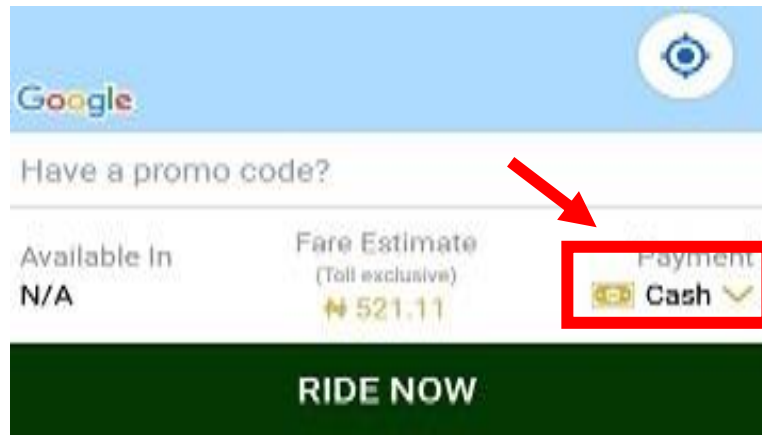 Google
Have a promo code?
Available In
N/A
Fare Estimate
(Toll exclusive)
₦ 521.11
Payment
Cash
RIDE NOW